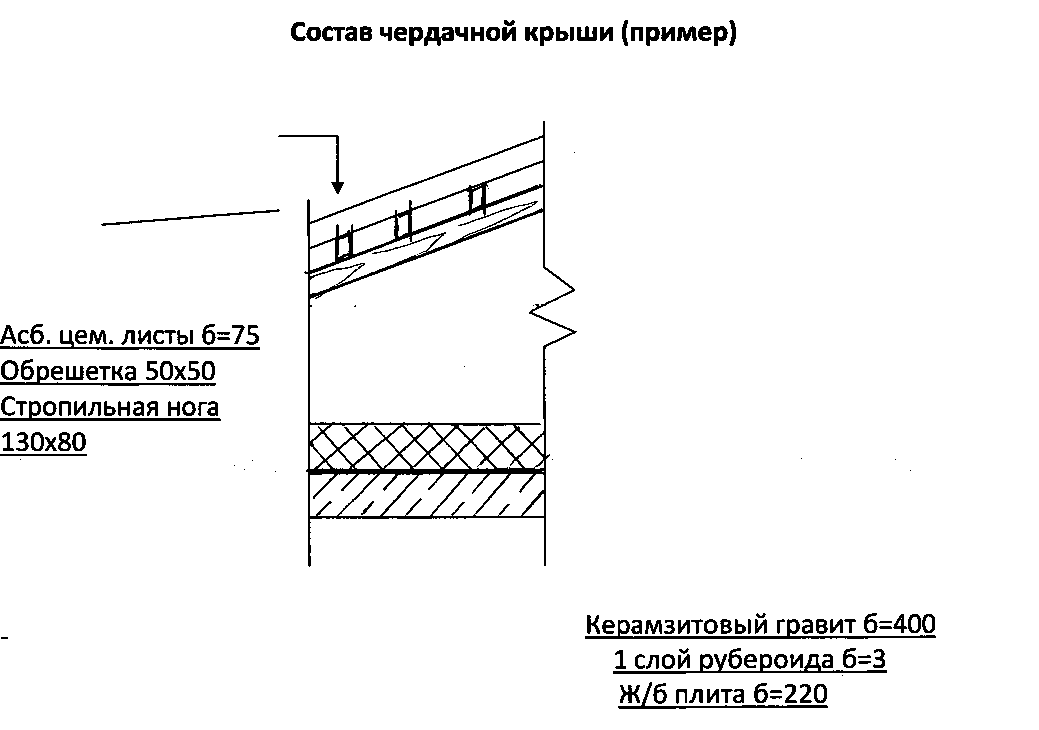 Состав чердачной крыши (пример)
Асб. цем. листы б=75
Обрешетка 50х50
Стропильная нога
130х80
Керамзитовый гравит б=400
1 слой рубероида б=3
Ж/б плита б=220